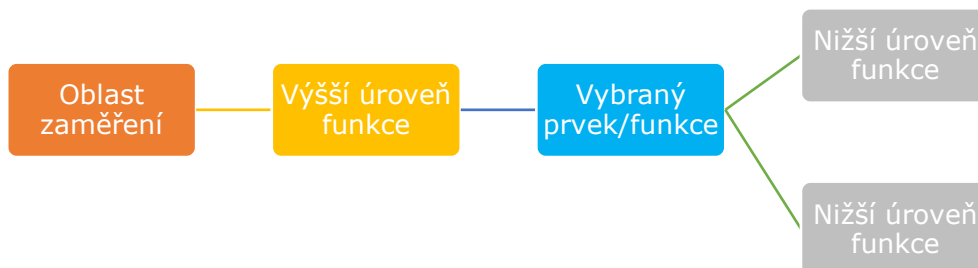 Oblast
zaměření
Výšší úroveň
funkce
Vybraný
prvek/funkce
Nižší úroveň
funkce
Nižší úroveň
funkce